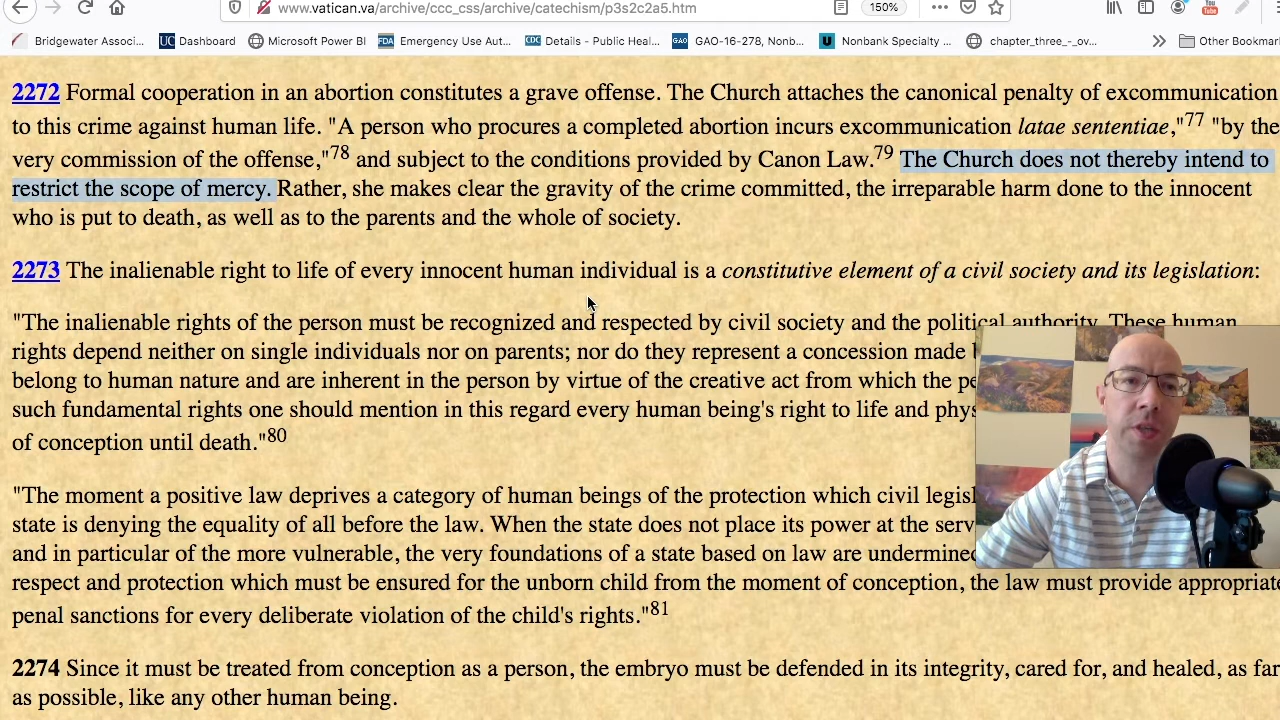 www.vatican.va/archive/ccc_css/archive/catechism/p3s2c2a5.htm 150%
Bridgewater Associ... UC Dashboard Microsoft Power BI FDA Emergency Use Aut... CDC Details - Public Heal... GAO GAO-16-278, Nonb... U Nonbank Specialty ... chapter_three_-_ov... Other Bookmar
2272 Formal cooperation in an abortion constitutes a grave offense. The Church attaches the canonical penalty of excommunication
to this crime against human life. "A person who procures a completed abortion incurs excommunication latae sententiae,"77 "by the
very commission of the offense,"78 and subject to the conditions provided by Canon Law.79 The Church does not thereby intend to
restrict the scope of mercy. Rather, she makes clear the gravity of the crime committed, the irreparable harm done to the innocent
who is put to death, as well as to the parents and the whole of society.
2273 The inalienable right to life of every innocent human individual is a constitutive element of a civil society and its legislation:
"The inalienable rights of the person must be recognized and respected by civil society and the political authority. These human
rights depend neither on single individuals nor on parents; nor do they represent a concession made
belong to human nature and are inherent in the person by virtue of the creative act from which the pe
such fundamental rights one should mention in this regard every human being's right to life and phys
of conception until death."80
"The moment a positive law deprives a category of human beings of the protection which civil legisl
state is denying the equality of all before the law. When the state does not place its power at the serv
and in particular of the more vulnerable, the very foundations of a state based on law are undermined
respect and protection which must be ensured for the unborn child from the moment of conception, the law must provide appropriate
penal sanctions for every deliberate violation of the child's rights."81
2274 Since it must be treated from conception as a person, the embryo must be defended in its integrity, cared for, and healed, as far
as possible, like any other human being.